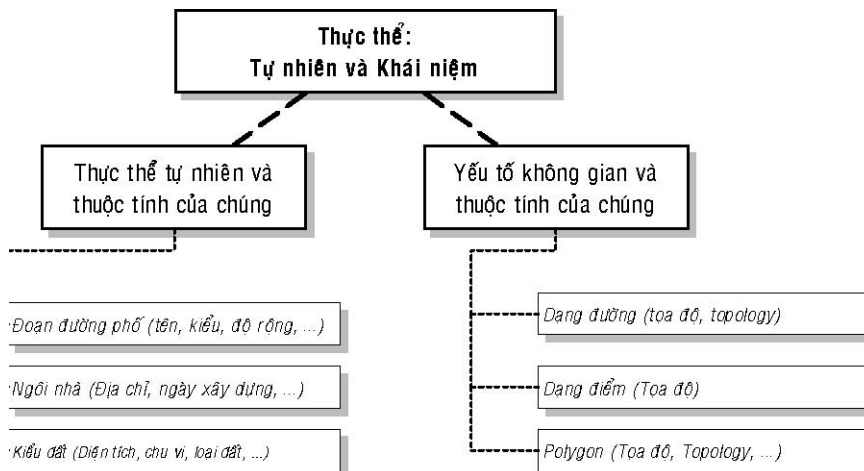 Thực thể:
Tự nhiên và Khái niệm
Thực thể tự nhiên và
thuộc tính của chúng
Yếu tố không gian và
thuộc tính của chúng
Đoạn đường phố (tên, kiểu, độ rộng, ...)
Ngôi nhà (Địa chỉ, ngày xây dựng, ...)
Kiểu đất (Diện tích, chu vi, loại đất, ...)
Dạng đường (tọa độ, topology)
Dạng điểm (Tọa độ)
Polygon (Tọa độ, Topology, ...)